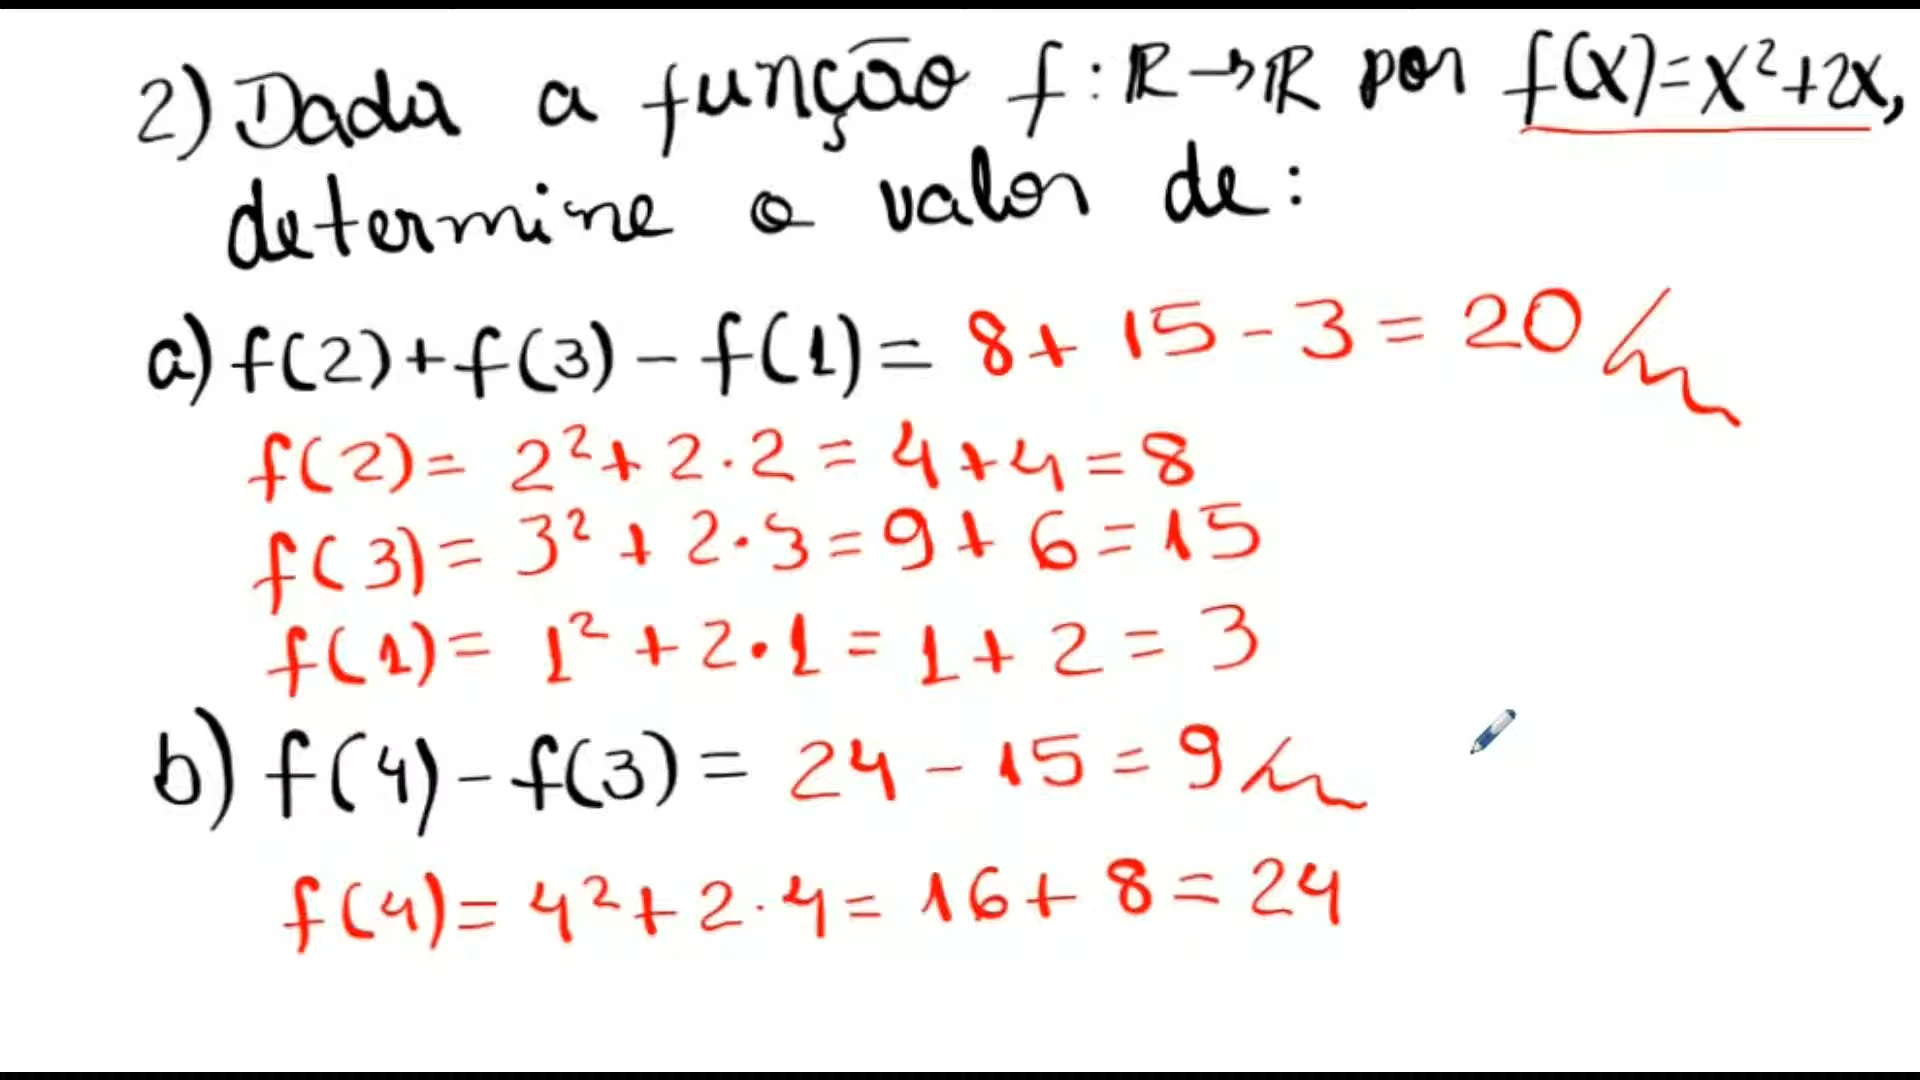 2) Dada a função f: ℝ→ℝ por f(x)=x²+2x,
determine o valor de:
a) f(2)+f(3)-f(1)= 8+15-3=20
f(2)= 2²+2·2=4+4=8
f(3)= 3²+2·3=9+6=15
f(1)= 1²+2·1=1+2=3
b) f(4)-f(3)= 24-15=9
f(4)= 4²+2·4=16+8=24